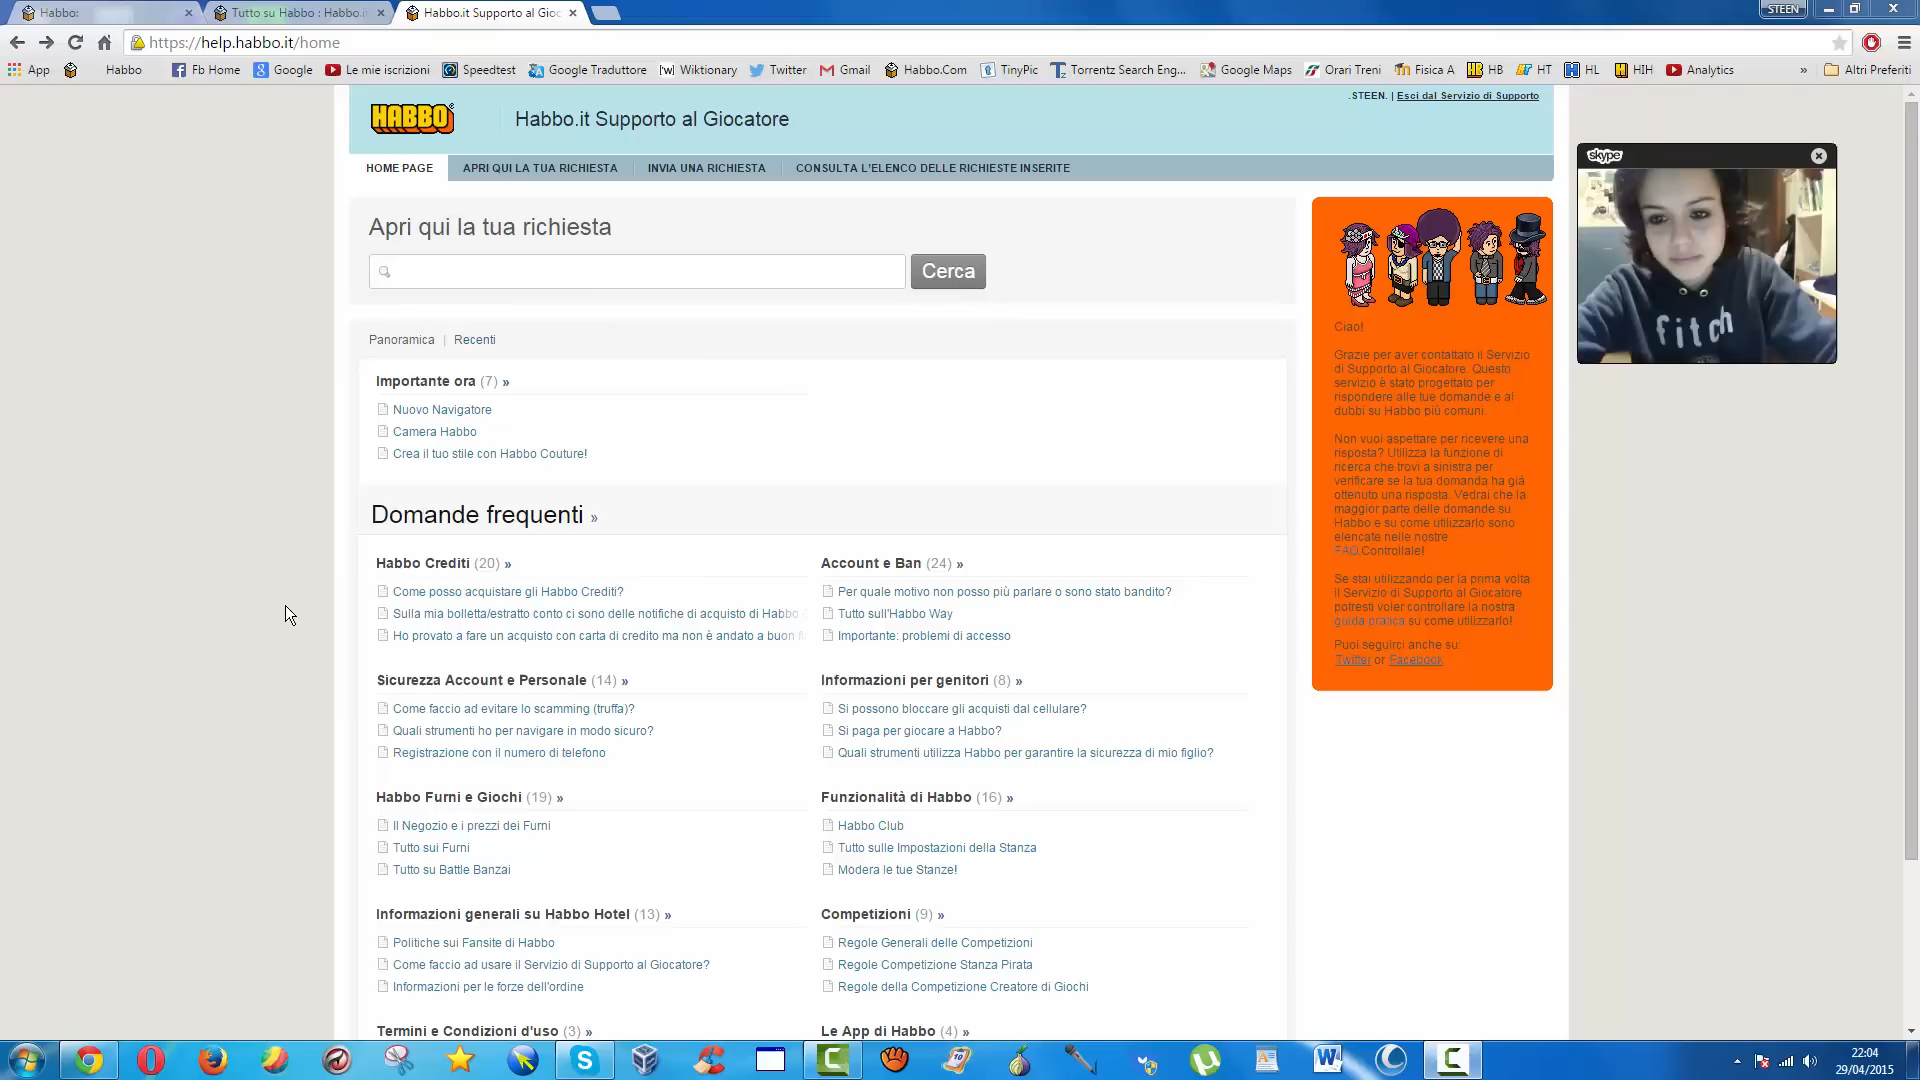 Habbo:
Tutto su Habbo : Habbo.i
Habbo.it Supporto al Gioc
STEEN
https://help.habbo.it/home
App
Habbo
Fb Home
Google
Le mie iscrizioni
Speedtest
Google Traduttore
Wiktionary
Twitter
Gmail
Habbo.Com
TinyPic
Torrentz Search Eng...
Google Maps
Orari Treni
Fisica A
HB
HT
HL
HIH
Analytics
»
Altri Preferiti
.STEEN. | Esci dal Servizio di Supporto
HABBO
Habbo.it Supporto al Giocatore
HOME PAGE
APRI QUI LA TUA RICHIESTA
INVIA UNA RICHIESTA
CONSULTA L'ELENCO DELLE RICHIESTE INSERITE
Apri qui la tua richiesta
Cerca
Panoramica | Recenti
Importante ora (7) »
Nuovo Navigatore
Camera Habbo
Crea il tuo stile con Habbo Couture!
Domande frequenti »
Habbo Crediti (20) »
Come posso acquistare gli Habbo Crediti?
Sulla mia bolletta/estratto conto ci sono delle notifiche di acquisto di Habbo
Ho provato a fare un acquisto con carta di credito ma non è andato a buon
Account e Ban (24) »
Per quale motivo non posso più parlare o sono stato bandito?
Tutto sull'Habbo Way
Importante: problemi di accesso
Sicurezza Account e Personale (14) »
Come faccio ad evitare lo scamming (truffa)?
Quali strumenti ho per navigare in modo sicuro?
Registrazione con il numero di telefono
Informazioni per genitori (8) »
Si possono bloccare gli acquisti dal cellulare?
Si paga per giocare a Habbo?
Quali strumenti utilizza Habbo per garantire la sicurezza di mio figlio?
Habbo Furni e Giochi (19) »
Il Negozio e i prezzi dei Furni
Tutto sui Furni
Tutto su Battle Banzai
Funzionalità di Habbo (16) »
Habbo Club
Tutto sulle Impostazioni della Stanza
Modera le tue Stanze!
Informazioni generali su Habbo Hotel (13) »
Politiche sui Fansite di Habbo
Come faccio ad usare il Servizio di Supporto al Giocatore?
Informazioni per le forze dell'ordine
Competizioni (9) »
Regole Generali delle Competizioni
Regole Competizione Stanza Pirata
Regole della Competizione Creatore di Giochi
Termini e Condizioni d'uso (3) »
Le App di Habbo (4) »
Ciao!
Grazie per aver contattato il Servizio
di Supporto al Giocatore. Questo
servizio è stato progettato per
rispondere alle tue domande e ai
dubbi su Habbo più comuni.
Non vuoi aspettare per ricevere una
risposta? Utilizza la funzione di
ricerca che trovi a sinistra per
verificare se la tua domanda ha già
ottenuto una risposta. Vedrai che la
maggior parte delle domande su
Habbo e su come utilizzarlo sono
elencate nelle nostre
FAQ.Controllale!
Se stai utilizzando per la prima volta
il Servizio di Supporto al Giocatore
potresti voler controllare la nostra
guida pratica su come utilizzarlo!
Puoi seguirci anche su:
Twitter or Facebook
skype
fitch
22:04
29/04/2015